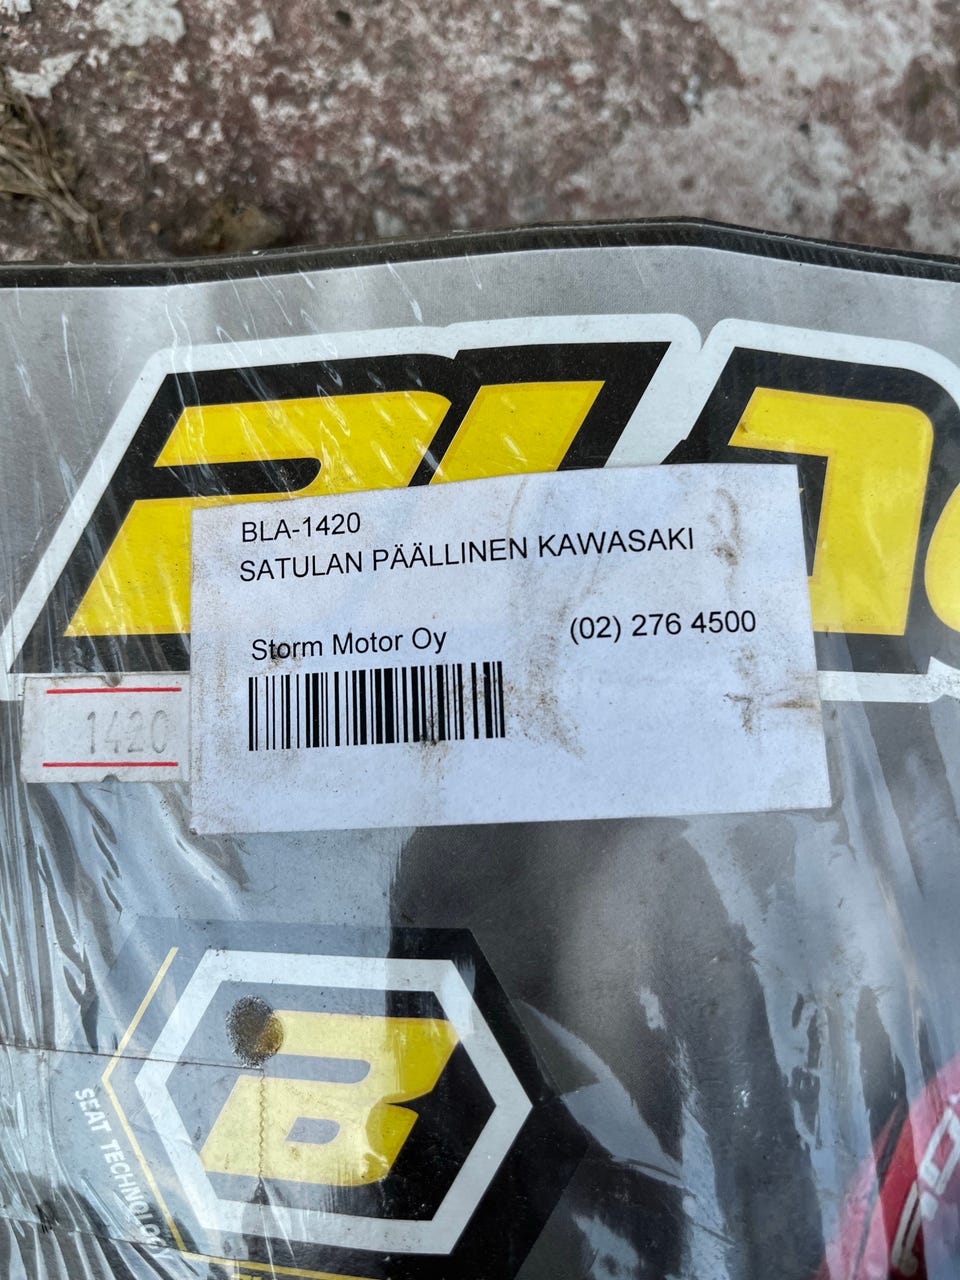 BLA-1420
SATULAN PÄÄLLINEN KAWASAKI
Storm Motor Oy (02) 276 4500
1420
B
SEAT TECHNOLOGY